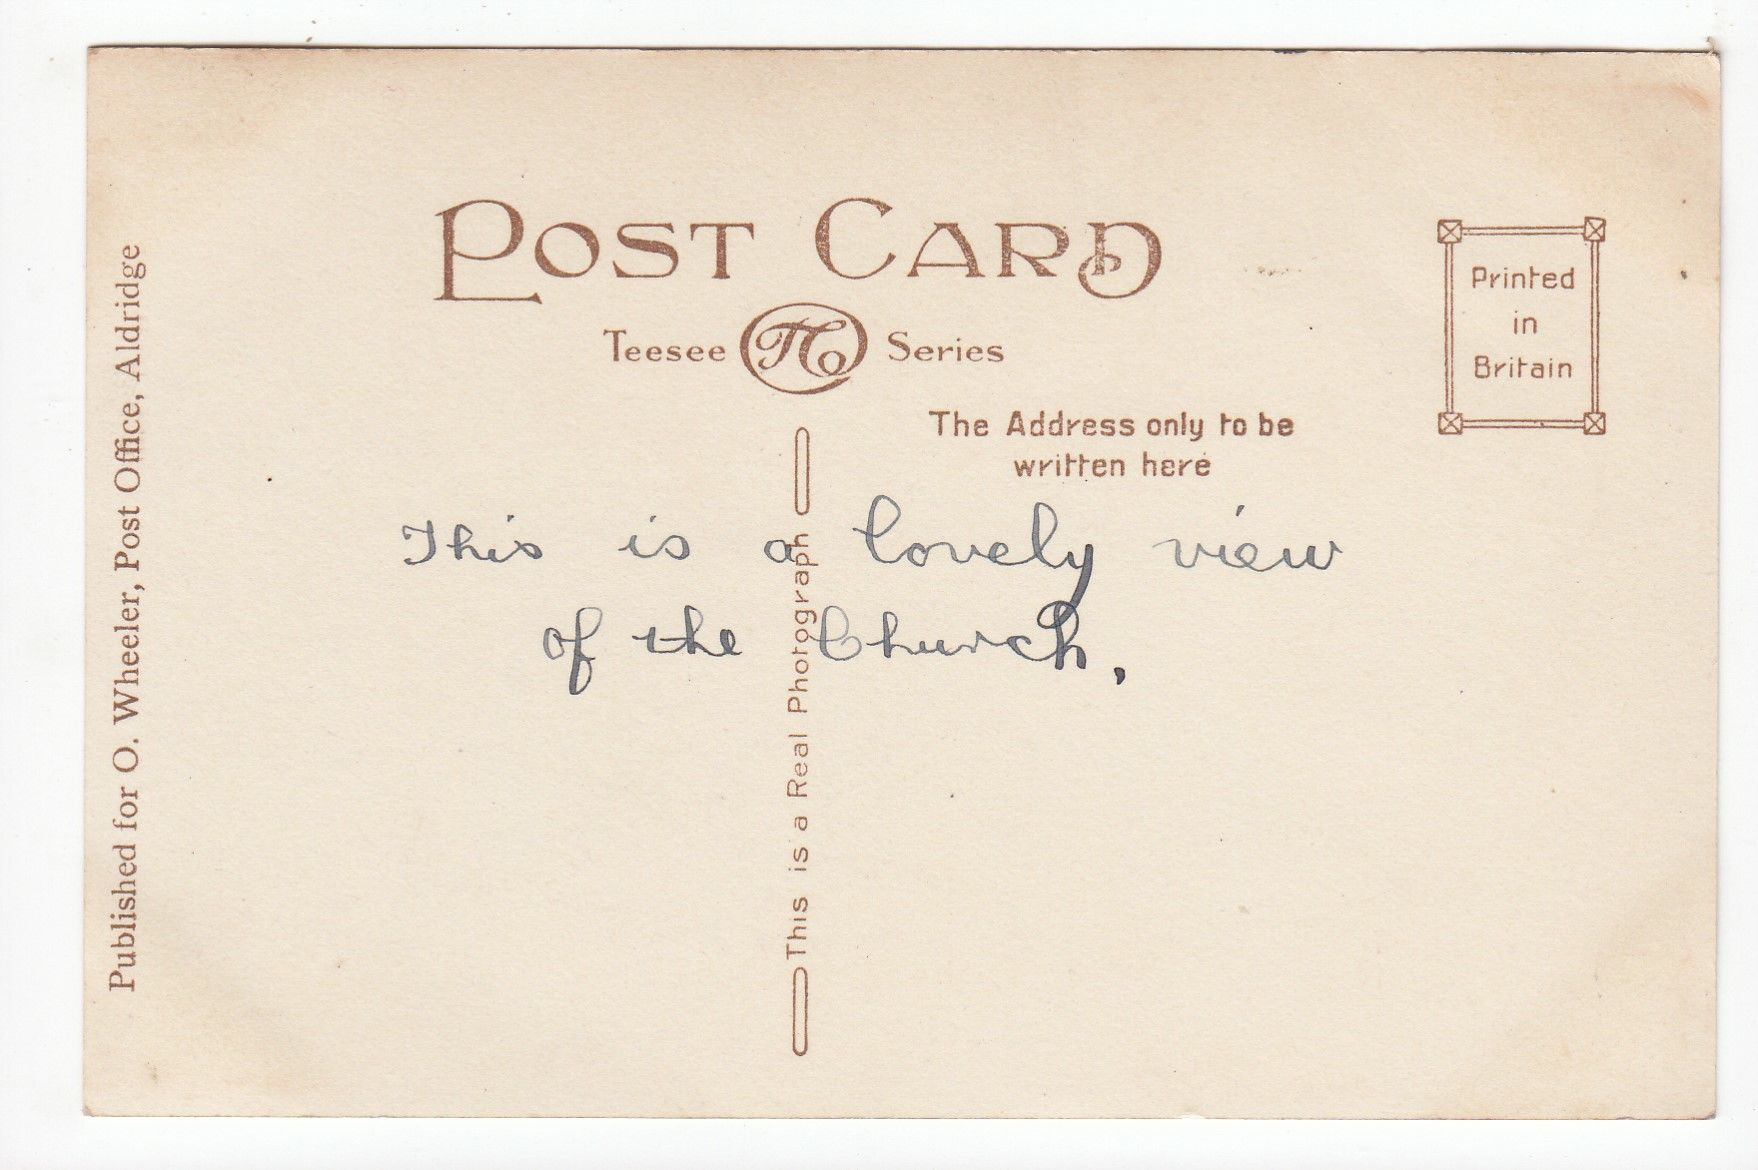 POST CARD
Teesee TC Series
Printed
in
Britain
The Address only to be
written here
This is a lovely view
of the Church,
This is a Real Photograph
Published for O. Wheeler, Post Office, Aldridge